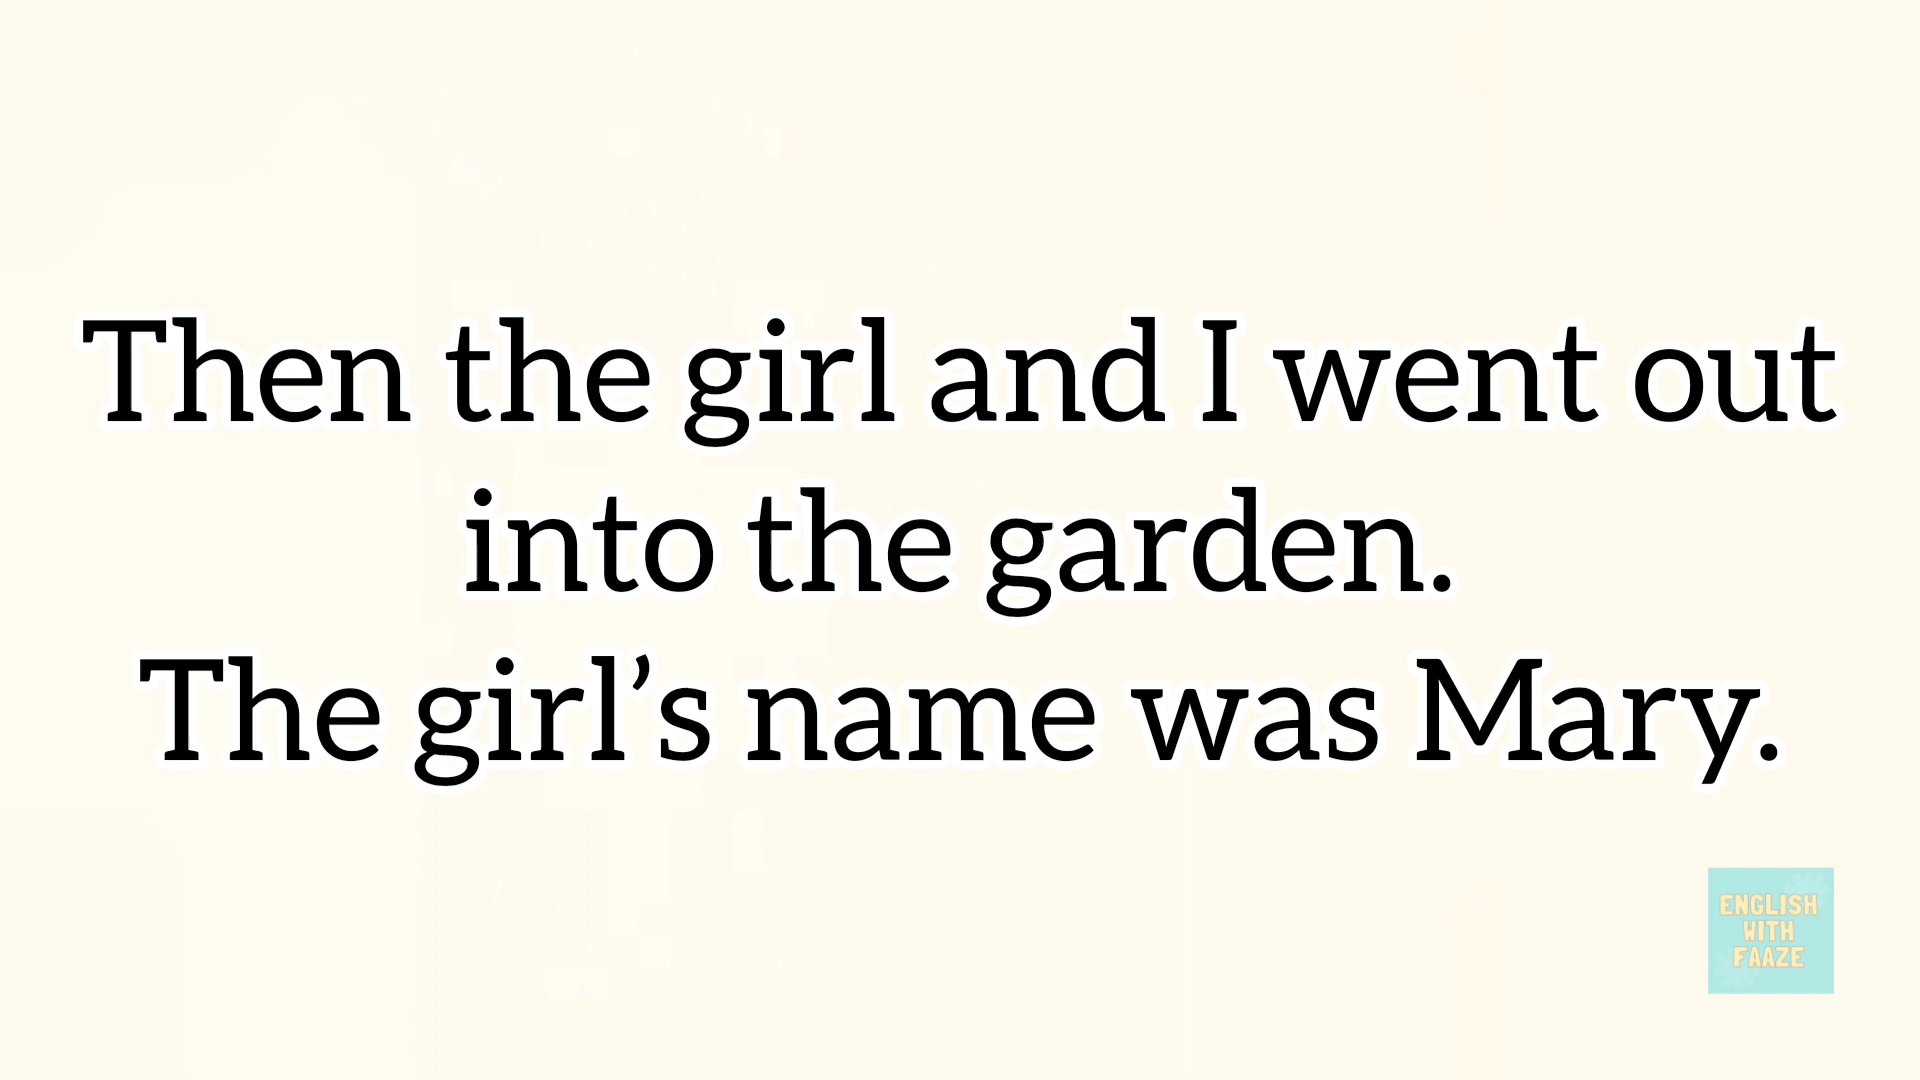 Then the girl and I went out
into the garden.
The girl’s name was Mary.
ENGLISH
WITH
FAAZE